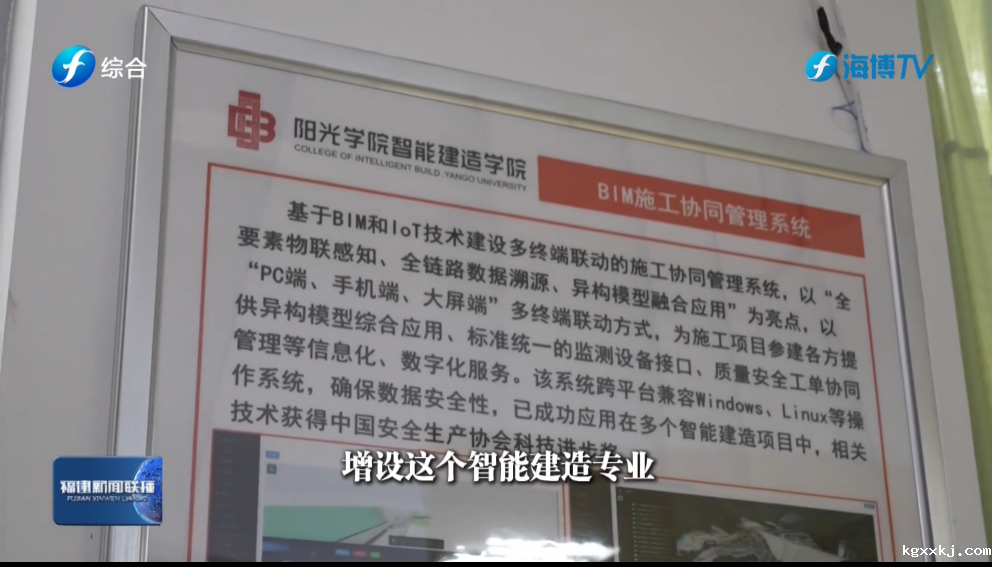 综合
海博TV
阳光学院智能建造学院
COLLEGE OF INTELLIGENT BUILD YANGO UNIVERSITY
BIM施工协同管理系统
基于BIM和IoT技术建设多终端联动的施工协同管理系统，以“全
要素物联感知、全链路数据溯源、异构模型融合应用”为亮点，以
“PC端、手机端、大屏端”多终端联动方式，为施工项目参建各方提
供异构模型综合应用、标准统一的监测设备接口、质量安全工单协同
管理等信息化、数字化服务。该系统跨平台兼容Windows、Linux等操
作系统，确保数据安全性，已成功应用在多个智能建造项目中，相关
技术获得中国安全生产协会科技进步奖
增设这个智能建造专业
福建新闻联播
FUJIAN XINWEN LIANBO
kgxxkj.com